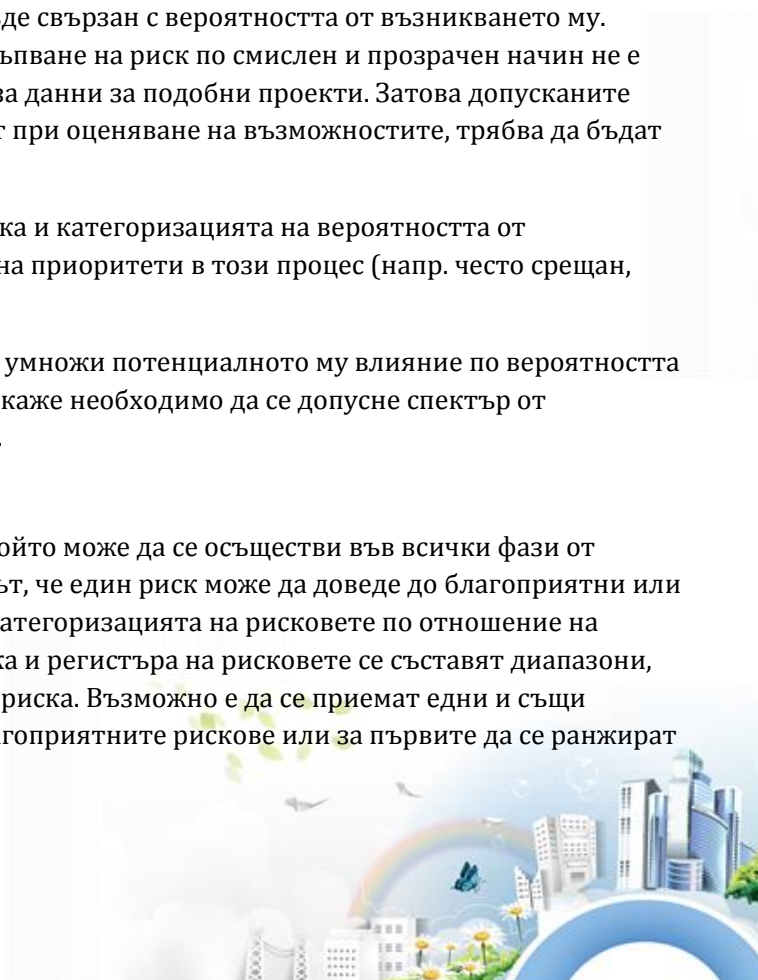 де свързан с вероятността от възникването му.
ъпване на риск по смислен и прозрачен начин не е
за данни за подобни проекти. Затова допусканите
т при оценяване на възможностите, трябва да бъдат
ка и категоризацията на вероятността от
на приоритети в този процес (напр. често срещан,
умножи потенциалното му влияние по вероятността
каже необходимо да се допусне спектър от
.
ойто може да се осъществи във всички фази от
ът, че един риск може да доведе до благоприятни или
атегоризацията на рисковете по отношение на
ка и регистъра на рисковете се съставят диапазони,
риска. Възможно е да се приемат едни и същи
агоприятните рискове или за първите да се ранжират